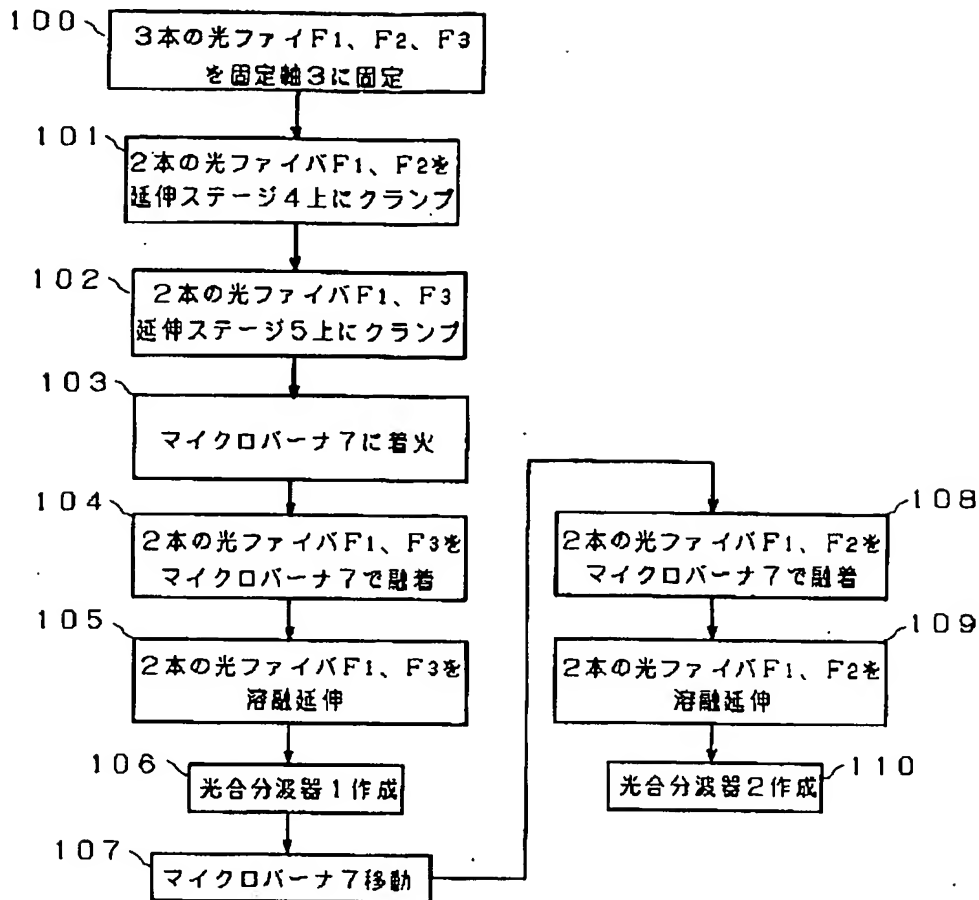 100
3本の光ファイF1、F2、F3
を固定軸3に固定
101
2本の光ファイバF1、F2を
延伸ステージ4上にクランプ
102
2本の光ファイバF1、F3
延伸ステージ5上にクランプ
103
マイクロバーナ7に着火
104
2本の光ファイバF1、F3を
マイクロバーナ7で融着
105
2本の光ファイバF1、F3を
溶融延伸
106
光合分波器1作成
107
マイクロバーナ7移動
108
2本の光ファイバF1、F2を
マイクロバーナ7で融着
109
2本の光ファイバF1、F2を
溶融延伸
110
光合分波器2作成